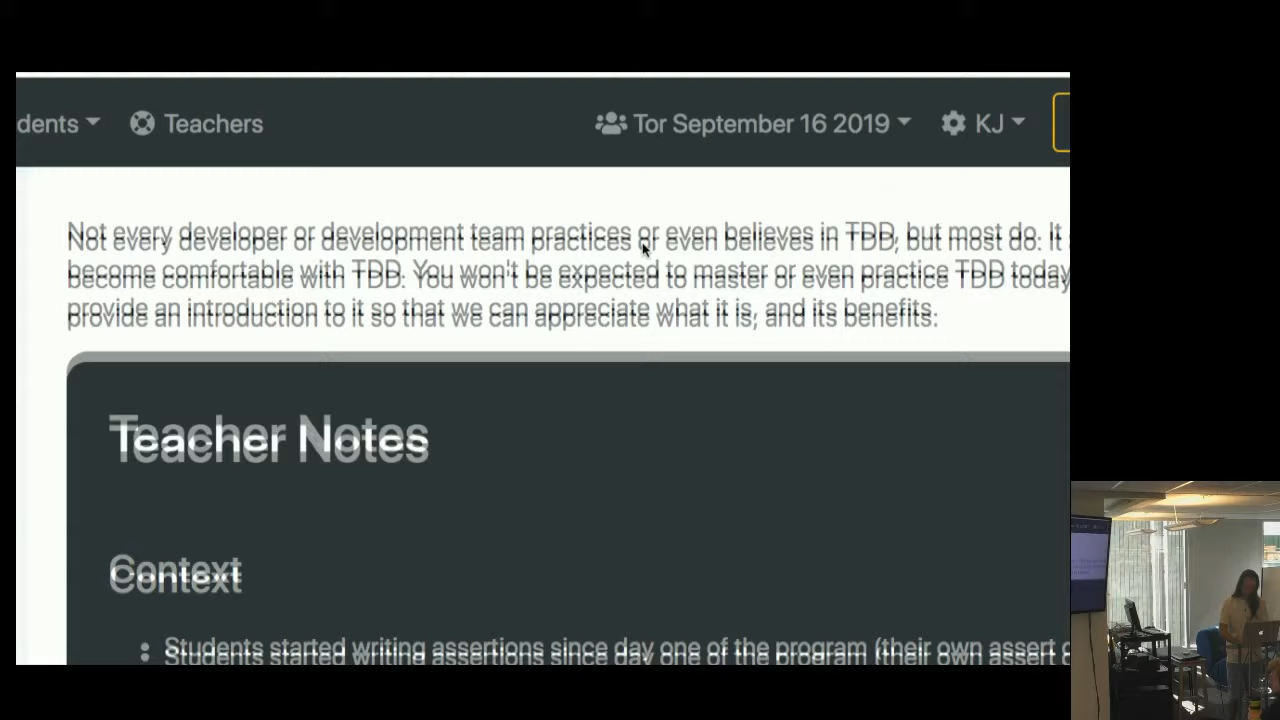 dents Teachers Tor September 16 2019 KJ
Not every developer or development team practices or even believes in TDD, but most do. It
become comfortable with TDD. You won't be expected to master or even practice TDD today
provide an introduction to it so that we can appreciate what it is, and its benefits.
Teacher Notes
Context
Students started writing assertions since day one of the program (their own assert